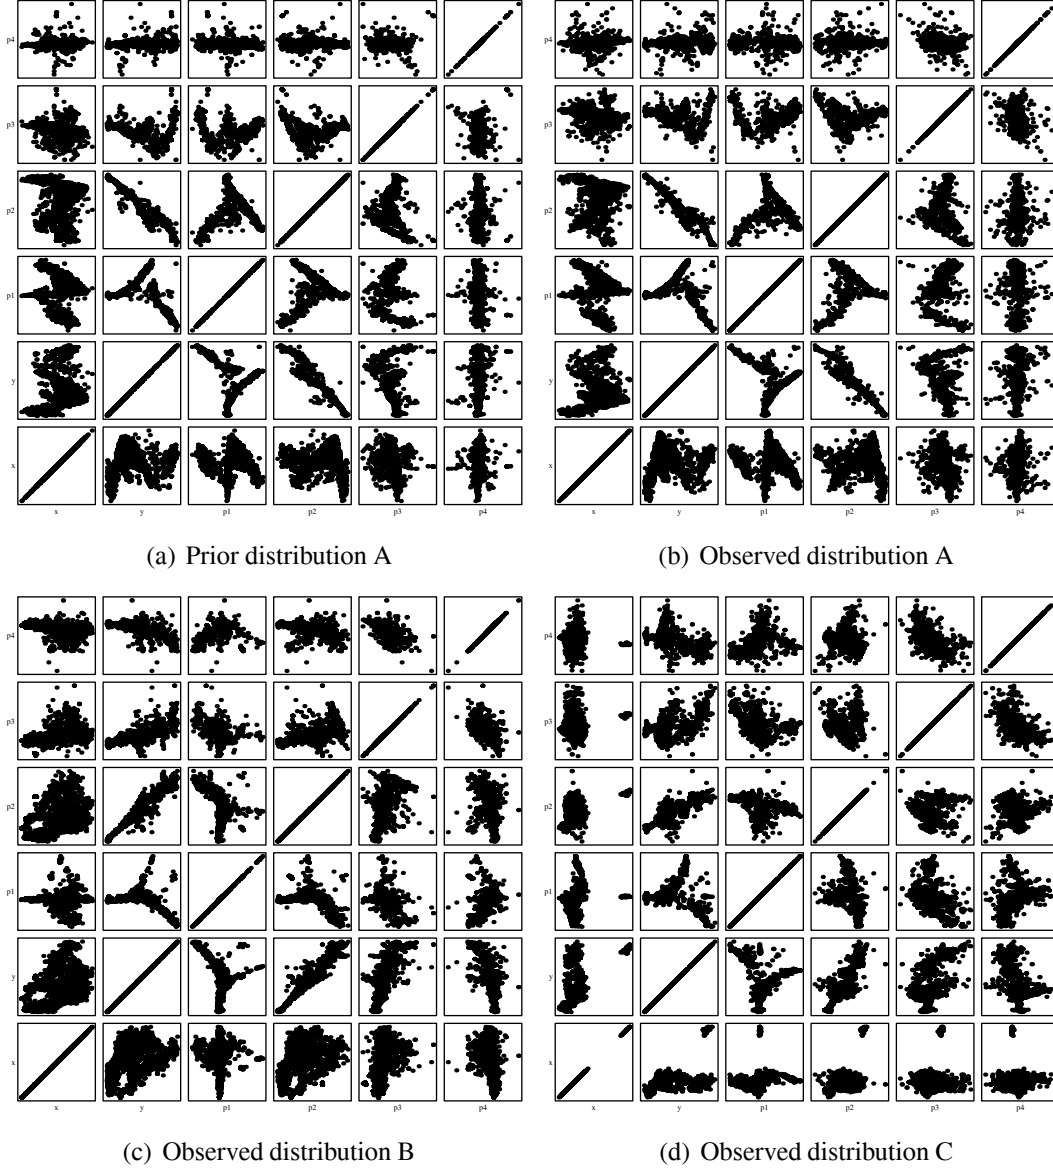 p4 p4
p3 p3
p2 p2
p1 p1
y y
x x
x y p1 p2 p3 p4 x y p1 p2 p3 p4
(a) Prior distribution A (b) Observed distribution A
p4 p4
p3 p3
p2 p2
p1 p1
y y
x x
x y p1 p2 p3 p4 x y p1 p2 p3 p4
(c) Observed distribution B (d) Observed distribution C